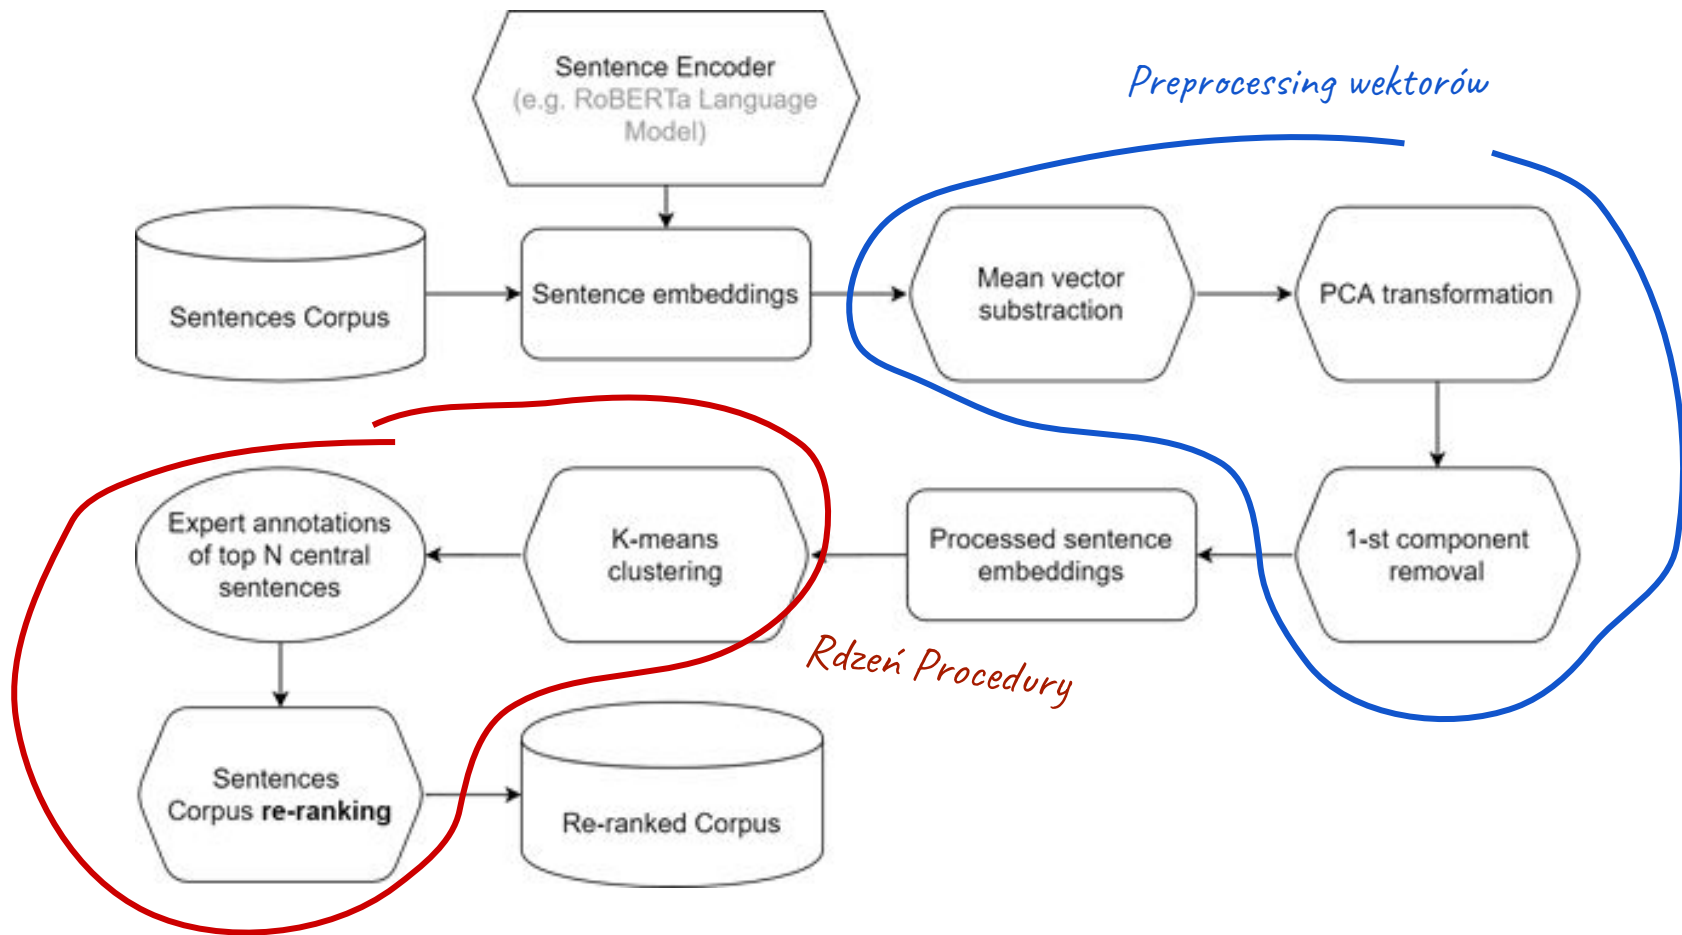 Sentence Encoder
(e.g. RoBERTa Language
Model)
Preprocessing wektorów
Sentences Corpus
Sentence embeddings
Mean vector
substraction
PCA transformation
Expert annotations
of top N central
sentences
K-means
clustering
Processed sentence
embeddings
1-st component
removal
Rdzeń Procedury
Sentences
Corpus re-ranking
Re-ranked Corpus